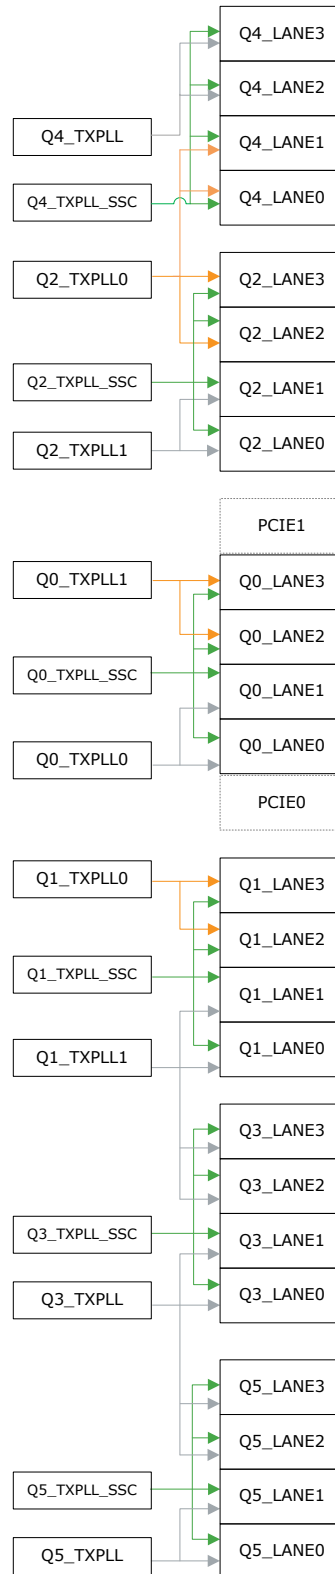 Q4_LANE3
Q4_LANE2
Q4_TXPLL
Q4_LANE1
Q4_TXPLL_SSC
Q4_LANE0
Q2_TXPLL0
Q2_LANE3
Q2_LANE2
Q2_TXPLL_SSC
Q2_LANE1
Q2_TXPLL1
Q2_LANE0
PCIE1
Q0_TXPLL1
Q0_LANE3
Q0_LANE2
Q0_TXPLL_SSC
Q0_LANE1
Q0_TXPLL0
Q0_LANE0
PCIE0
Q1_TXPLL0
Q1_LANE3
Q1_LANE2
Q1_TXPLL_SSC
Q1_LANE1
Q1_TXPLL1
Q1_LANE0
Q3_LANE3
Q3_LANE2
Q3_TXPLL_SSC
Q3_LANE1
Q3_TXPLL
Q3_LANE0
Q5_LANE3
Q5_LANE2
Q5_TXPLL_SSC
Q5_LANE1
Q5_TXPLL
Q5_LANE0